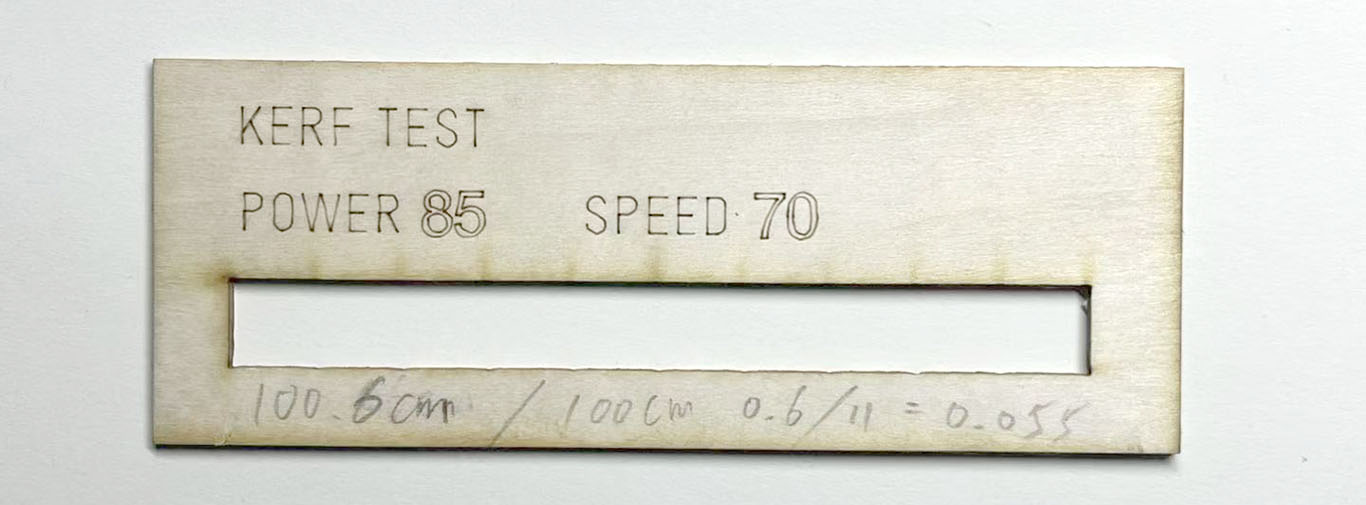 KERF TEST
POWER 85 SPEED 70
100.6cm / 100cm 0.6/11 = 0.055